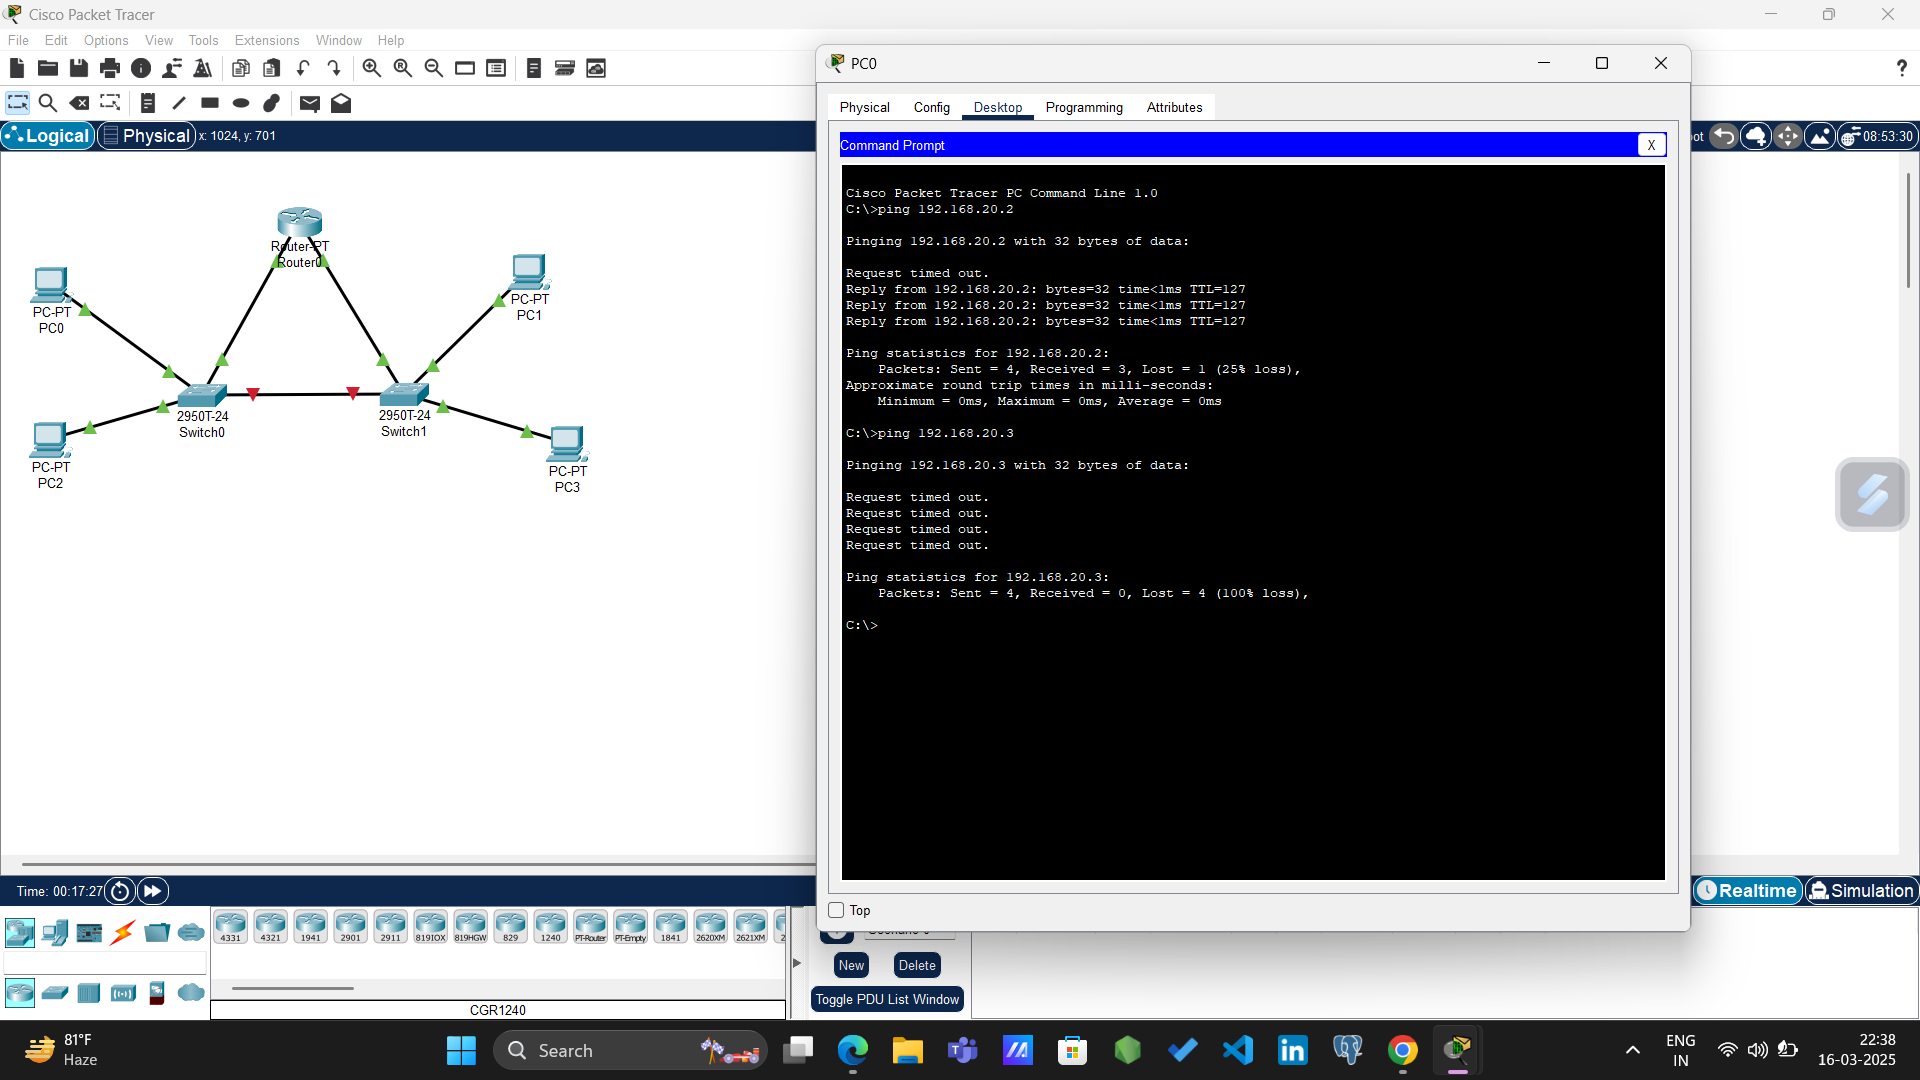 Cisco Packet Tracer
File Edit Options View Tools Extensions Window Help
Logical Physical x: 1024, y: 701
08:53:30
Router-PT
Router0
PC-PT
PC0
PC-PT
PC1
2950T-24
Switch0
2950T-24
Switch1
PC-PT
PC2
PC-PT
PC3
PC0
Physical Config Desktop Programming Attributes
Command Prompt
X
Cisco Packet Tracer PC Command Line 1.0
C:\>ping 192.168.20.2
Pinging 192.168.20.2 with 32 bytes of data:
Request timed out.
Reply from 192.168.20.2: bytes=32 time<1ms TTL=127
Reply from 192.168.20.2: bytes=32 time<1ms TTL=127
Reply from 192.168.20.2: bytes=32 time<1ms TTL=127
Ping statistics for 192.168.20.2:
Packets: Sent = 4, Received = 3, Lost = 1 (25% loss),
Approximate round trip times in milli-seconds:
Minimum = 0ms, Maximum = 0ms, Average = 0ms
C:\>ping 192.168.20.3
Pinging 192.168.20.3 with 32 bytes of data:
Request timed out.
Request timed out.
Request timed out.
Request timed out.
Ping statistics for 192.168.20.3:
Packets: Sent = 4, Received = 0, Lost = 4 (100% loss),
C:\>
Top
Time: 00:17:27
Realtime Simulation
4331 4321 1941 2901 2911 819IOX 819HGW 829 1240 PT-Router PT-Empty 1841 2620XM 2621XM
New Delete
Toggle PDU List Window
CGR1240
81°F
Haze
Search
ENG
IN
22:38
16-03-2025